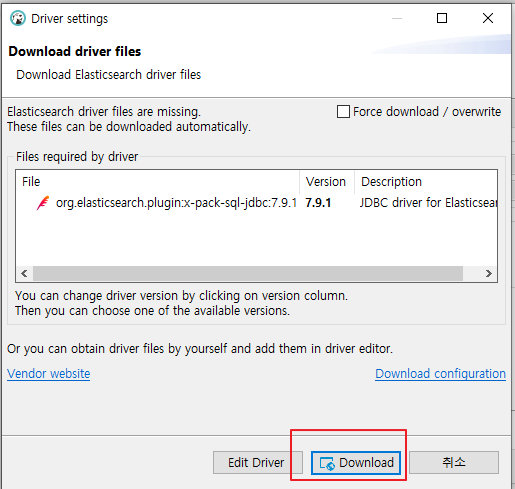 Driver settings
Download driver files
Download Elasticsearch driver files
Elasticsearch driver files are missing.
These files can be downloaded automatically.
Force download / overwrite
Files required by driver
File Version Description
org.elasticsearch.plugin:x-pack-sql-jdbc:7.9.1 7.9.1 JDBC driver for Elasticsear
You can change driver version by clicking on version column.
Then you can choose one of the available versions.
Or you can obtain driver files by yourself and add them in driver editor.
Vendor website Download configuration
Edit Driver Download 취소